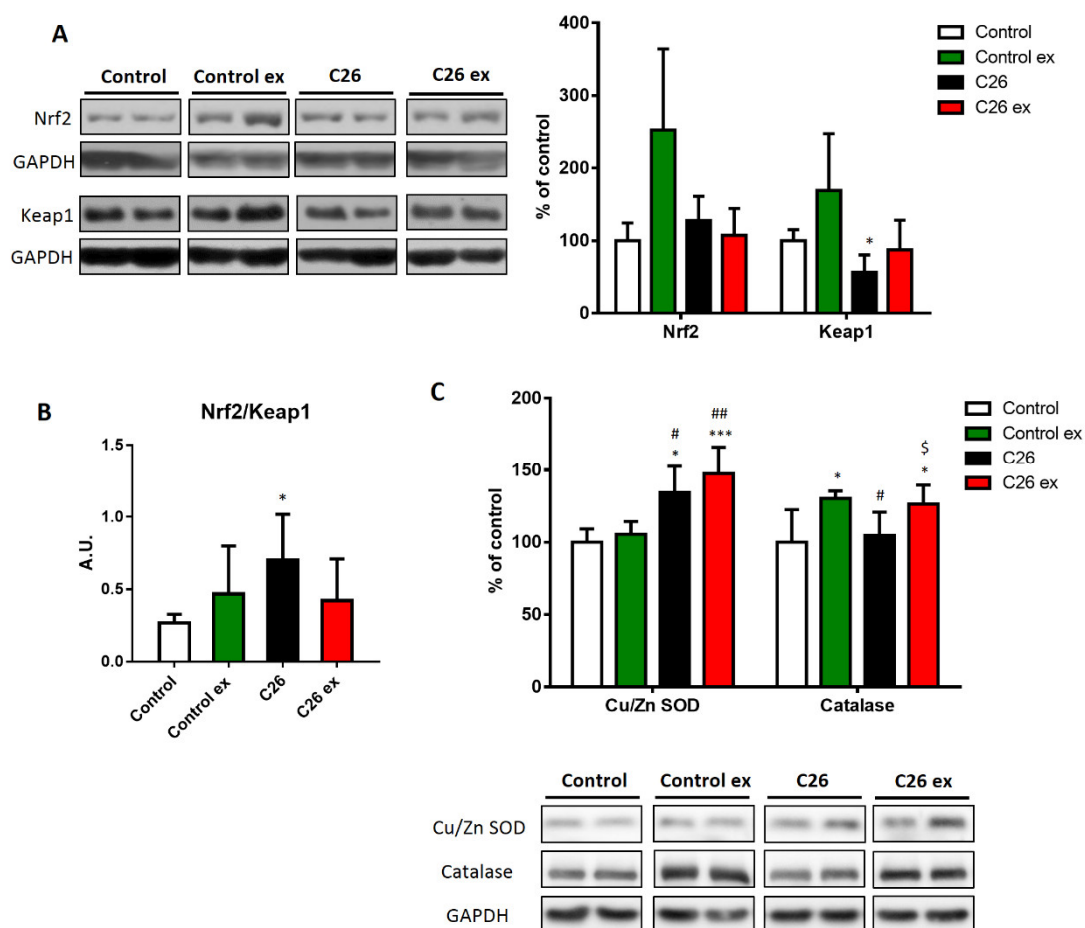 A
Control Control ex C26 C26 ex
Nrf2
GAPDH
Keap1
GAPDH
400
300
200
100
0
% of control
*
Nrf2 Keap1
Control
Control ex
C26
C26 ex
B
Nrf2/Keap1
1.5
1.0
0.5
0.0
A.U.
*
Control Control ex C26 C26 ex
C
200
150
100
50
0
% of control
# ## $
* *** * # *
Cu/Zn SOD Catalase
Control
Control ex
C26
C26 ex
Control Control ex C26 C26 ex
Cu/Zn SOD
Catalase
GAPDH